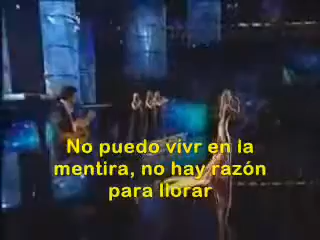 No puedo vivr en la
mentira, no hay razón
para llorar